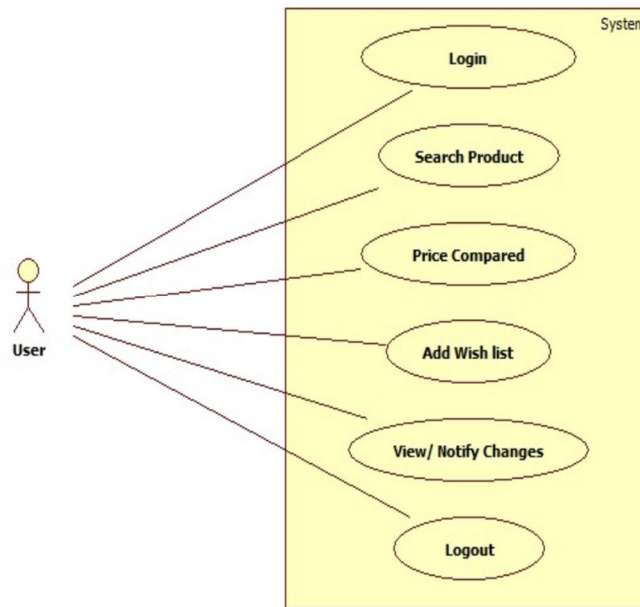 System
Login
Search Product
Price Compared
User
Add Wish list
View/ Notify Changes
Logout